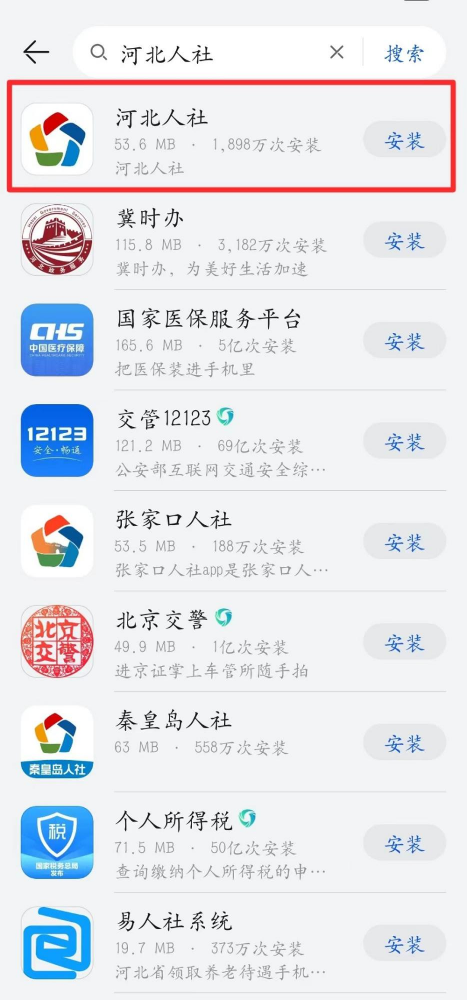 河北人社
搜索
河北人社
53.6 MB · 1,898万次安装
河北人社
安装
Hebei Government Services
河北政务服务
冀时办
115.8 MB · 3,182万次安装
冀时办，为美好生活加速
安装
CHS
中国医疗保障
CHINA HEALTHCARE SECURITY
国家医保服务平台
165.6 MB · 5亿次安装
把医保装进手机里
安装
12123
安全·畅通
交管12123
121.2 MB · 69亿次安装
公安部互联网交通安全综…
安装
张家口人社
53.5 MB · 188万次安装
张家口人社app是张家口人…
安装
北京
交警
北京交警
49.9 MB · 1亿次安装
进京证掌上车管所随手拍
安装
秦皇岛人社
秦皇岛人社
63 MB · 558万次安装
安装
税
国家税务总局
发布
个人所得税
71.5 MB · 50亿次安装
查询缴纳个人所得税的申…
安装
易人社系统
19.7 MB · 373万次安装
河北省领取养老待遇手机…
安装